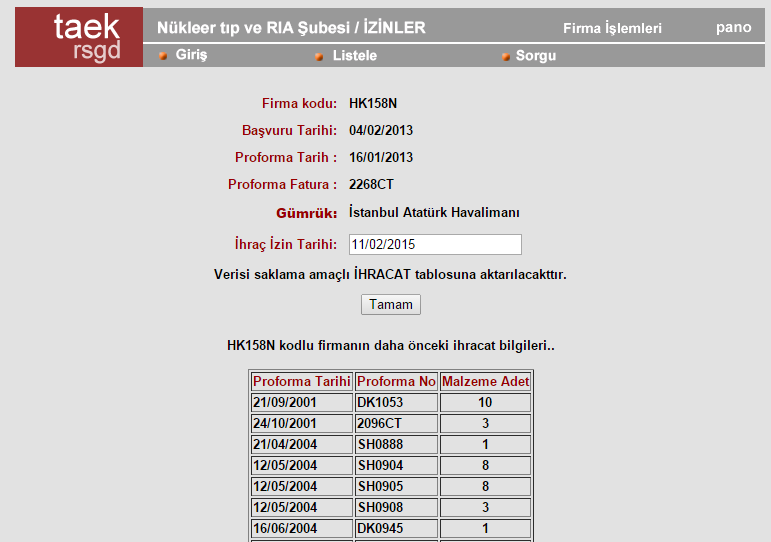 taek
rsgd
Nükleer tıp ve RIA Şubesi / İZİNLER
Firma İşlemleri
pano
Giriş
Listele
Sorgu
Firma kodu: HK158N
Başvuru Tarihi: 04/02/2013
Proforma Tarih : 16/01/2013
Proforma Fatura : 2268CT
Gümrük: İstanbul Atatürk Havalimanı
İhraç İzin Tarihi: 11/02/2015
Verisi saklama amaçlı İHRACAT tablosuna aktarılacakttır.
Tamam
HK158N kodlu firmanın daha önceki ihracat bilgileri..
Proforma Tarihi Proforma No Malzeme Adet
21/09/2001 DK1053 10
24/10/2001 2096CT 3
21/04/2004 SH0888 1
12/05/2004 SH0904 8
12/05/2004 SH0905 8
12/05/2004 SH0908 3
16/06/2004 DK0945 1